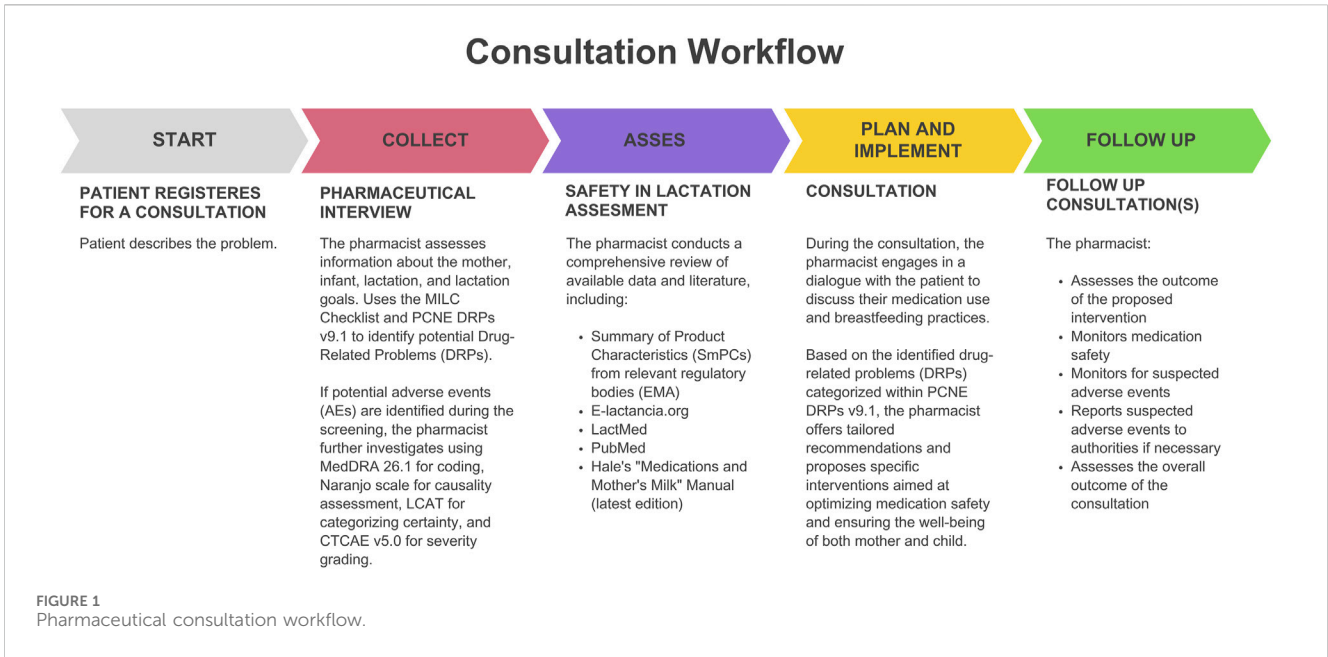 Consultation Workflow
START
COLLECT
ASSES
PLAN AND
IMPLEMENT
FOLLOW UP
PATIENT REGISTERES
FOR A CONSULTATION
Patient describes the problem.
PHARMACEUTICAL
INTERVIEW
The pharmacist assesses
information about the mother,
infant, lactation, and lactation
goals. Uses the MILC
Checklist and PCNE DRPs
v9.1 to identify potential Drug-
Related Problems (DRPs).
If potential adverse events
(AEs) are identified during the
screening, the pharmacist
further investigates using
MedDRA 26.1 for coding,
Naranjo scale for causality
assessment, LCAT for
categorizing certainty, and
CTCAE v5.0 for severity
grading.
SAFETY IN LACTATION
ASSESMENT
The pharmacist conducts a
comprehensive review of
available data and literature,
including:
• Summary of Product
Characteristics (SmPCs)
from relevant regulatory
bodies (EMA)
• E-lactancia.org
• LactMed
• PubMed
• Hale's "Medications and
Mother's Milk" Manual
(latest edition)
CONSULTATION
During the consultation, the
pharmacist engages in a
dialogue with the patient to
discuss their medication use
and breastfeeding practices.
Based on the identified drug-
related problems (DRPs)
categorized within PCNE
DRPs v9.1, the pharmacist
offers tailored
recommendations and
proposes specific
interventions aimed at
optimizing medication safety
and ensuring the well-being
of both mother and child.
FOLLOW UP
CONSULTATION(S)
The pharmacist:
• Assesses the outcome
of the proposed
intervention
• Monitors medication
safety
• Monitors for suspected
adverse events
• Reports suspected
adverse events to
authorities if necessary
• Assesses the overall
outcome of the
consultation
FIGURE 1
Pharmaceutical consultation workflow.